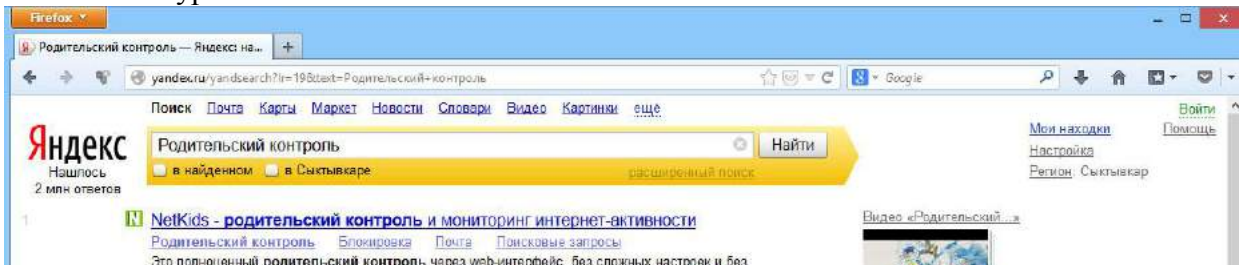 Firefox
Родительский контроль — Яндекс: на...
yandex.ru/yandsearch?lr=19&text=Родительский+контроль
Google
Поиск Почта Карты Маркет Новости Словари Видео Картинки ещё
Войти
Яндекс
Родительский контроль
Найти
Мои находки
Помощь
Нашлось
2 млн ответов
в найденном
в Сыктывкаре
расширенный поиск
Настройка
Регион: Сыктывкар
1
NetKids - родительский контроль и мониторинг интернет-активности
Родительский контроль Блокировка Почта Поисковые запросы
Это полноценный родительский контроль через web-интерфейс, без сложных настроек и без
Видео «Родительский...»